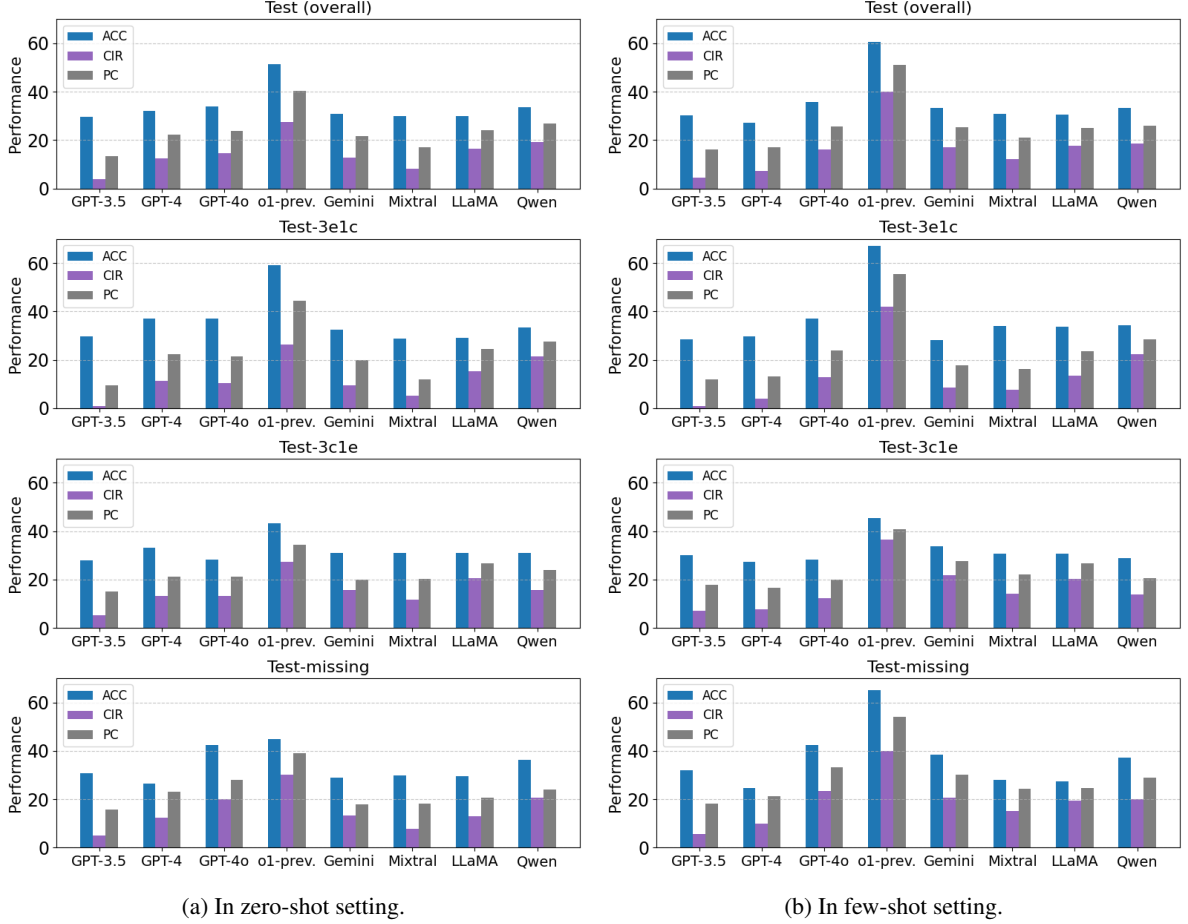 Test (overall)
Performance
60
40
20
0
ACC
CIR
PC
GPT-3.5 GPT-4 GPT-4o o1-prev. Gemini Mixtral LLaMA Qwen
Test-3e1c
Performance
60
40
20
0
ACC
CIR
PC
GPT-3.5 GPT-4 GPT-4o o1-prev. Gemini Mixtral LLaMA Qwen
Test-3c1e
Performance
60
40
20
0
ACC
CIR
PC
GPT-3.5 GPT-4 GPT-4o o1-prev. Gemini Mixtral LLaMA Qwen
Test-missing
Performance
60
40
20
0
ACC
CIR
PC
GPT-3.5 GPT-4 GPT-4o o1-prev. Gemini Mixtral LLaMA Qwen
(a) In zero-shot setting.
Test (overall)
Performance
60
40
20
0
ACC
CIR
PC
GPT-3.5 GPT-4 GPT-4o o1-prev. Gemini Mixtral LLaMA Qwen
Test-3e1c
Performance
60
40
20
0
ACC
CIR
PC
GPT-3.5 GPT-4 GPT-4o o1-prev. Gemini Mixtral LLaMA Qwen
Test-3c1e
Performance
60
40
20
0
ACC
CIR
PC
GPT-3.5 GPT-4 GPT-4o o1-prev. Gemini Mixtral LLaMA Qwen
Test-missing
Performance
60
40
20
0
ACC
CIR
PC
GPT-3.5 GPT-4 GPT-4o o1-prev. Gemini Mixtral LLaMA Qwen
(b) In few-shot setting.